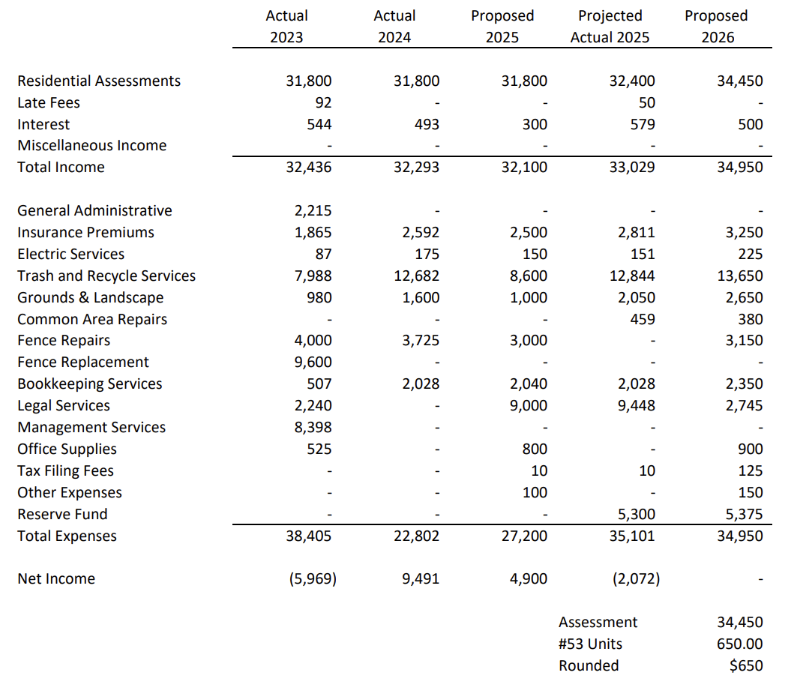 Actual Actual Proposed Projected Proposed
2023 2024 2025 Actual 2025 2026
Residential Assessments 31,800 31,800 31,800 32,400 34,450
Late Fees 92 - - 50 -
Interest 544 493 300 579 500
Miscellaneous Income - - - - -
Total Income 32,436 32,293 32,100 33,029 34,950
General Administrative 2,215 - - - -
Insurance Premiums 1,865 2,592 2,500 2,811 3,250
Electric Services 87 175 150 151 225
Trash and Recycle Services 7,988 12,682 8,600 12,844 13,650
Grounds & Landscape 980 1,600 1,000 2,050 2,650
Common Area Repairs - - - 459 380
Fence Repairs 4,000 3,725 3,000 - 3,150
Fence Replacement 9,600 - - - -
Bookkeeping Services 507 2,028 2,040 2,028 2,350
Legal Services 2,240 - 9,000 9,448 2,745
Management Services 8,398 - - - -
Office Supplies 525 - 800 - 900
Tax Filing Fees - - 10 10 125
Other Expenses - - 100 - 150
Reserve Fund - - - 5,300 5,375
Total Expenses 38,405 22,802 27,200 35,101 34,950
Net Income (5,969) 9,491 4,900 (2,072) -
Assessment 34,450
#53 Units 650.00
Rounded $650